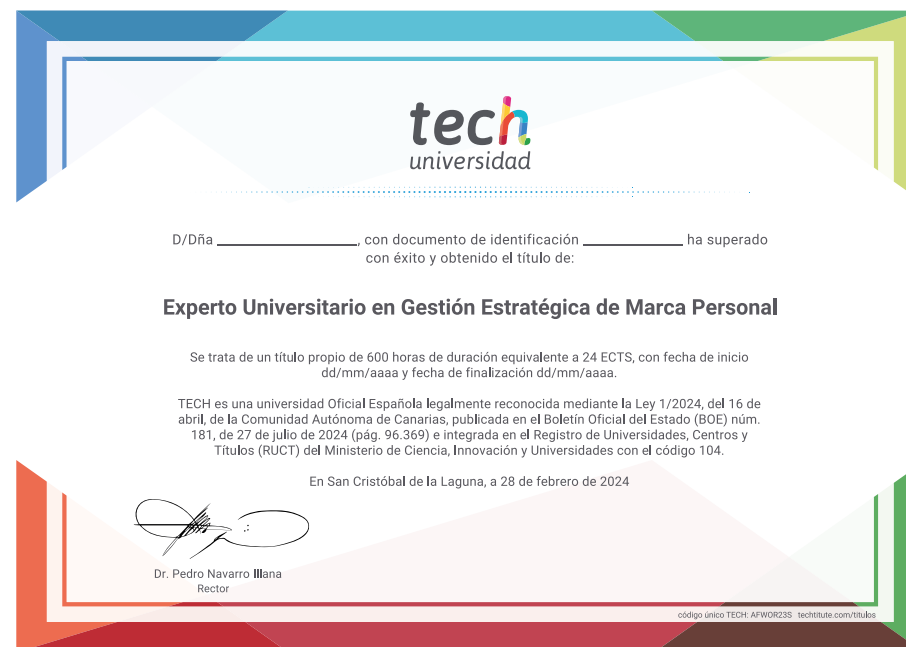 tech
universidad
D/Dña ____________________, con documento de identificación ______________ ha superado
con éxito y obtenido el título de:
Experto Universitario en Gestión Estratégica de Marca Personal
Se trata de un título propio de 600 horas de duración equivalente a 24 ECTS, con fecha de inicio
dd/mm/aaaa y fecha de finalización dd/mm/aaaa.
TECH es una universidad Oficial Española legalmente reconocida mediante la Ley 1/2024, del 16 de
abril, de la Comunidad Autónoma de Canarias, publicada en el Boletín Oficial del Estado (BOE) núm.
181, de 27 de julio de 2024 (pág. 96.369) e integrada en el Registro de Universidades, Centros y
Títulos (RUCT) del Ministerio de Ciencia, Innovación y Universidades con el código 104.
En San Cristóbal de la Laguna, a 28 de febrero de 2024
Dr. Pedro Navarro Illana
Rector
código único TECH: AFWOR23S techtitute.com/titulos